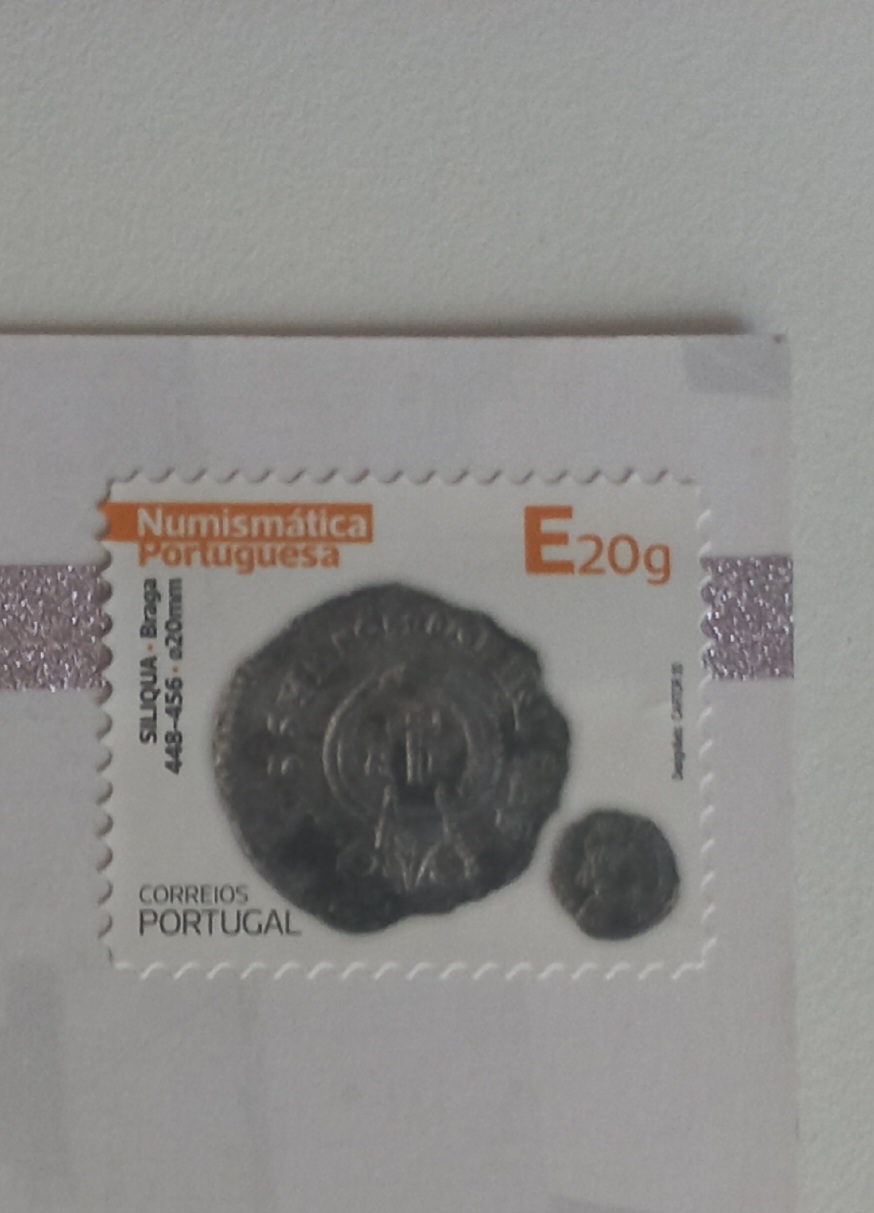 Numismática
Portuguesa
E20g
SILIQUA · Braga
448-456 · ø20mm
CORREIOS
PORTUGAL